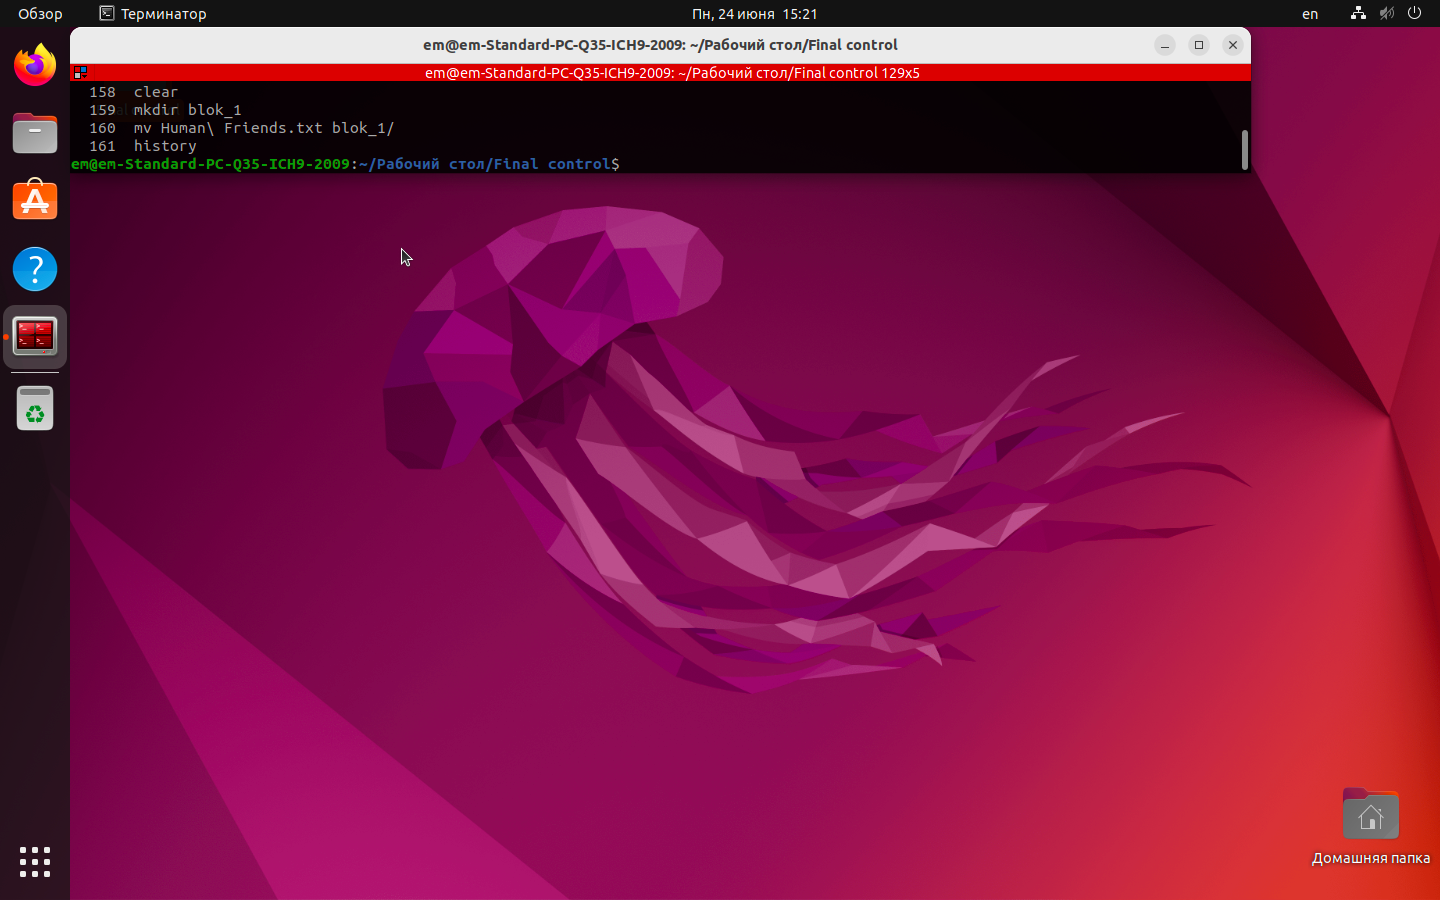 Обзор
Терминатор
Пн, 24 июня 15:21
en
em@em-Standard-PC-Q35-ICH9-2009: ~/Рабочий стол/Final control
em@em-Standard-PC-Q35-ICH9-2009: ~/Рабочий стол/Final control 129x5
158 clear
159 mkdir blok_1
160 mv Human\ Friends.txt blok_1/
161 history
em@em-Standard-PC-Q35-ICH9-2009:~/Рабочий стол/Final control$
Домашняя папка